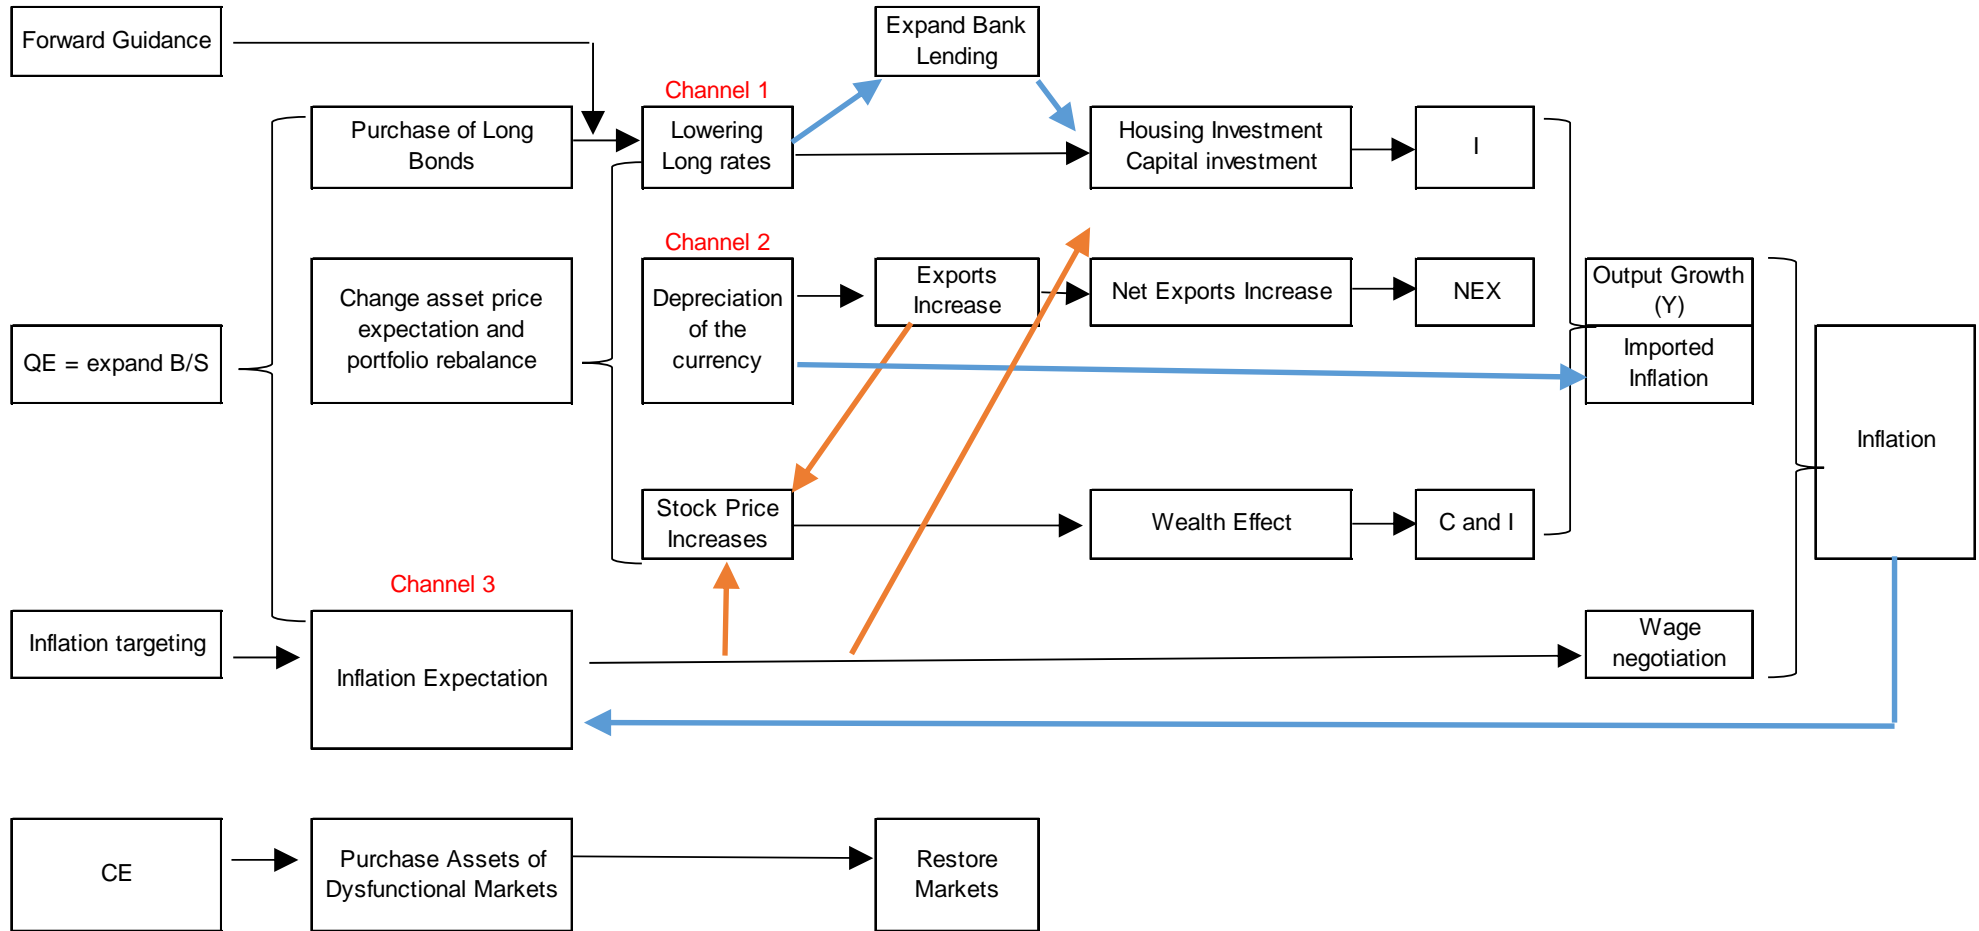 Forward Guidance
Expand Bank
Lending
Channel 1
Purchase of Long
Bonds
Lowering
Long rates
Housing Investment
Capital investment
I
Channel 2
Change asset price
expectation and
portfolio rebalance
Depreciation
of the
currency
Exports
Increase
Net Exports Increase
NEX
Output Growth
(Y)
Imported
Inflation
QE = expand B/S
Inflation
Stock Price
Increases
Wealth Effect
C and I
Channel 3
Inflation targeting
Inflation Expectation
Wage
negotiation
CE
Purchase Assets of
Dysfunctional Markets
Restore
Markets